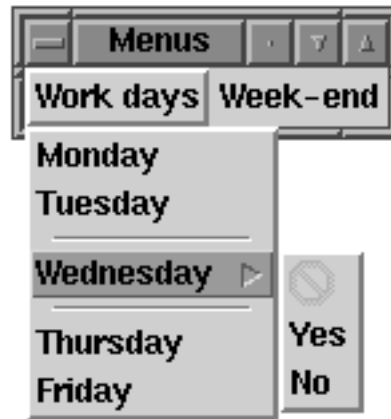 Menus
Work days Week-end
Monday
Tuesday
Wednesday
Yes
Thursday
No
Friday